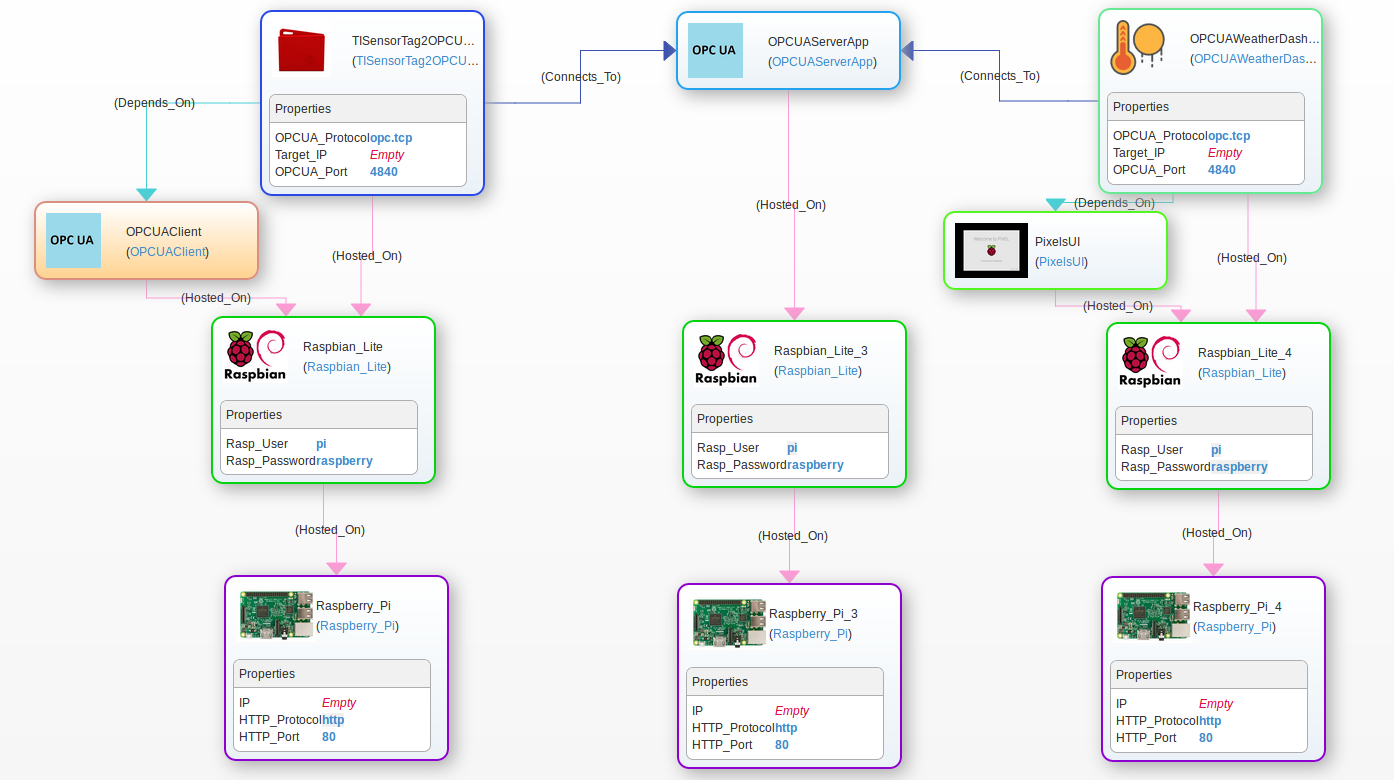 TISensorTag2OPCU...
(TISensorTag2OPCU...
Properties
OPCUA_Protocol opc.tcp
Target_IP Empty
OPCUA_Port 4840
(Connects_To)
OPC UA
OPCUAServerApp
(OPCUAServerApp)
(Connects_To)
OPCUAWeatherDash...
(OPCUAWeatherDas...
Properties
OPCUA_Protocol opc.tcp
Target_IP Empty
OPCUA_Port 4840
(Depends_On)
OPC UA
OPCUAClient
(OPCUAClient)
(Hosted_On)
(Hosted_On)
(Hosted_On)
(Depends_On)
PixelsUI
(PixelsUI)
(Hosted_On)
(Hosted_On)
Raspbian
Raspbian_Lite
(Raspbian_Lite)
Properties
Rasp_User pi
Rasp_Password raspberry
Raspbian
Raspbian_Lite_3
(Raspbian_Lite)
Properties
Rasp_User pi
Rasp_Password raspberry
Raspbian
Raspbian_Lite_4
(Raspbian_Lite)
Properties
Rasp_User pi
Rasp_Password raspberry
(Hosted_On)
(Hosted_On)
(Hosted_On)
Raspberry_Pi
(Raspberry_Pi)
Properties
IP Empty
HTTP_Protocol http
HTTP_Port 80
Raspberry_Pi_3
(Raspberry_Pi)
Properties
IP Empty
HTTP_Protocol http
HTTP_Port 80
Raspberry_Pi_4
(Raspberry_Pi)
Properties
IP Empty
HTTP_Protocol http
HTTP_Port 80